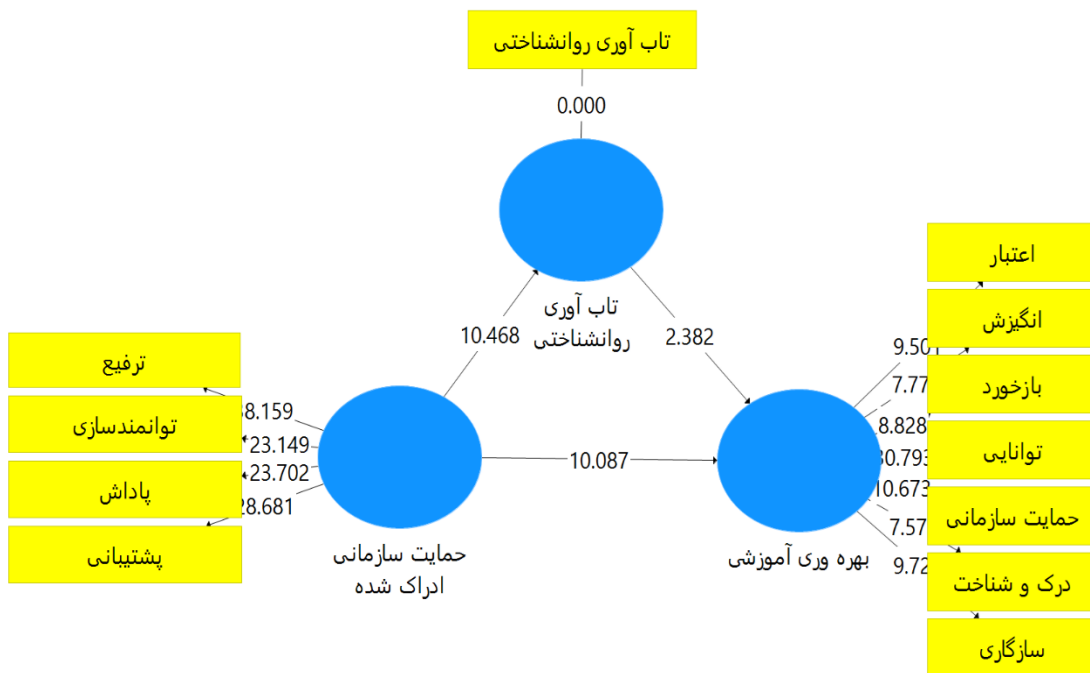 تاب آوری روانشناختی
0.000
تاب آوری
روانشناختی
10.468
2.382
ترفیع
توانمندسازی
پاداش
پشتیبانی
23.149
23.702
حمایت سازمانی
ادراک شده
10.087
بهره وری آموزشی
8.828
10.673
اعتبار
انگیزش
بازخورد
توانایی
حمایت سازمانی
درک و شناخت
سازگاری